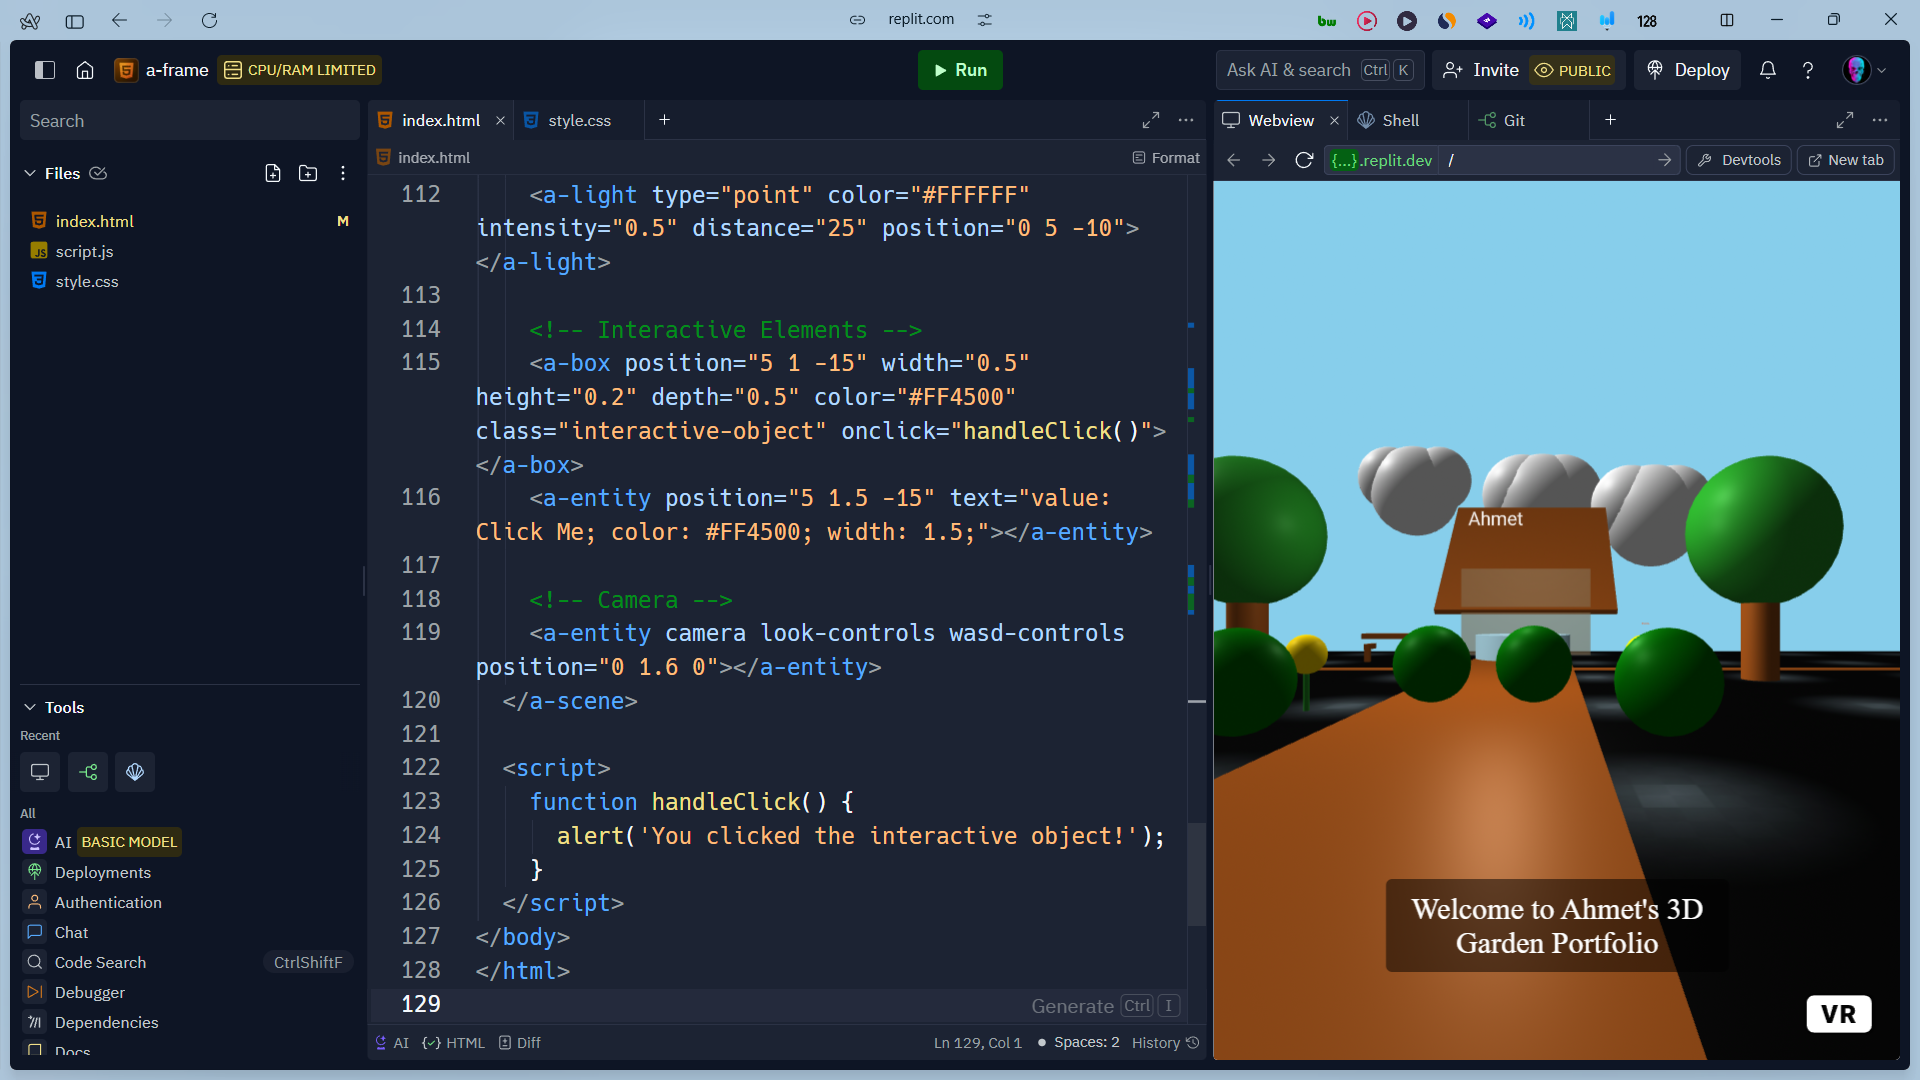 replit.com
bw
128
a-frame
CPU/RAM LIMITED
Run
Ask AI & search Ctrl K
Invite
PUBLIC
Deploy
?
Search
Files
index.html
M
JS
script.js
style.css
Tools
Recent
All
AI BASIC MODEL
Deployments
Authentication
Chat
Code Search CtrlShiftF
Debugger
Dependencies
Docs
index.html
style.css
index.html
Format
112 <a-light type="point" color="#FFFFFF"
intensity="0.5" distance="25" position="0 5 -10">
</a-light>
113
114 <!-- Interactive Elements -->
115 <a-box position="5 1 -15" width="0.5"
height="0.2" depth="0.5" color="#FF4500"
class="interactive-object" onclick="handleClick()">
</a-box>
116 <a-entity position="5 1.5 -15" text="value:
Click Me; color: #FF4500; width: 1.5;"></a-entity>
117
118 <!-- Camera -->
119 <a-entity camera look-controls wasd-controls
position="0 1.6 0"></a-entity>
120 </a-scene>
121
122 <script>
123 function handleClick() {
124 alert('You clicked the interactive object!');
125 }
126 </script>
127 </body>
128 </html>
129
Generate Ctrl I
AI
HTML
Diff
Ln 129, Col 1
Spaces: 2
History
Webview
Shell
Git
{...}.replit.dev /
Devtools
New tab
Ahmet
Welcome to Ahmet's 3D
Garden Portfolio
VR